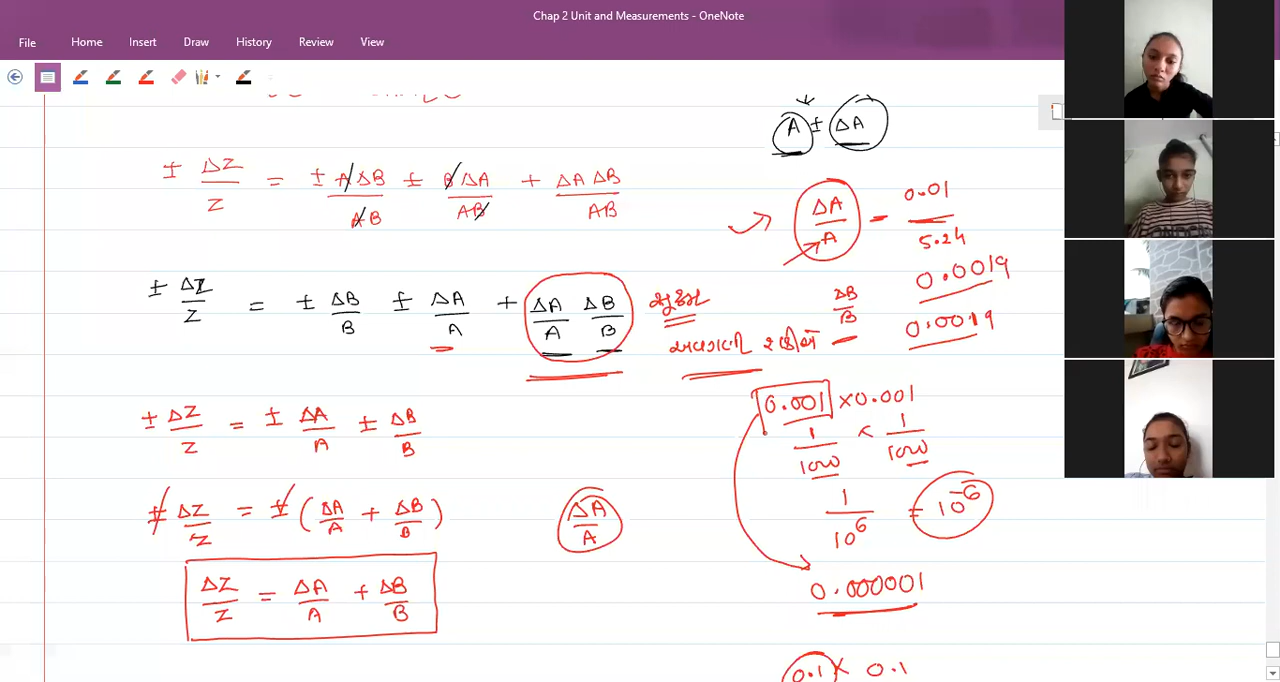 Chap 2 Unit and Measurements - OneNote
File Home Insert Draw History Review View
A ± ΔA
± ΔZ/Z = ± AΔB/AB ± BΔA/AB + ΔA ΔB/AB
ΔA/A = 0.01/5.24
0.0019
± ΔZ/Z = ± ΔB/B ± ΔA/A + ΔA/A ΔB/B
ΔB/B 0.0019
± ΔZ/Z = ± ΔA/A ± ΔB/B
0.001 × 0.001
1/1000 × 1/1000
± ΔZ/Z = ± (ΔA/A + ΔB/B)
ΔA/A
1/10⁶ = 10⁻⁶
ΔZ/Z = ΔA/A + ΔB/B
0.000001
0.1 × 0.1